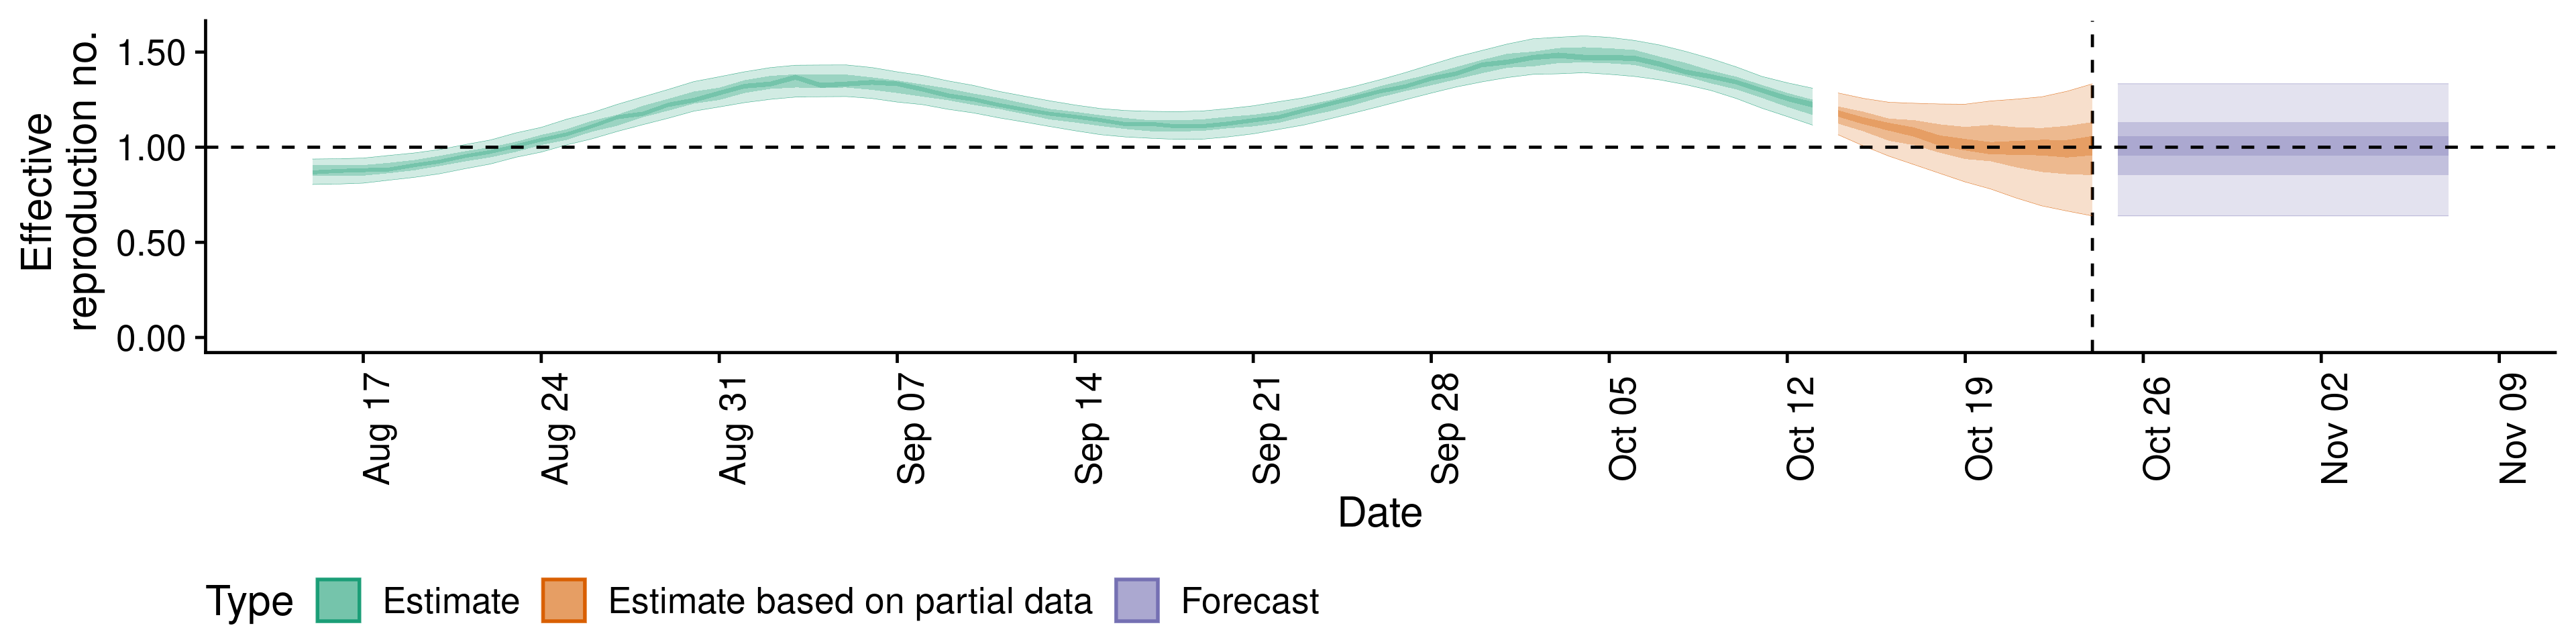 Effective
reproduction no.
1.50
1.00
0.50
0.00
Aug 17
Aug 24
Aug 31
Sep 07
Sep 14
Sep 21
Sep 28
Oct 05
Oct 12
Oct 19
Oct 26
Nov 02
Nov 09
Date
Type Estimate Estimate based on partial data Forecast